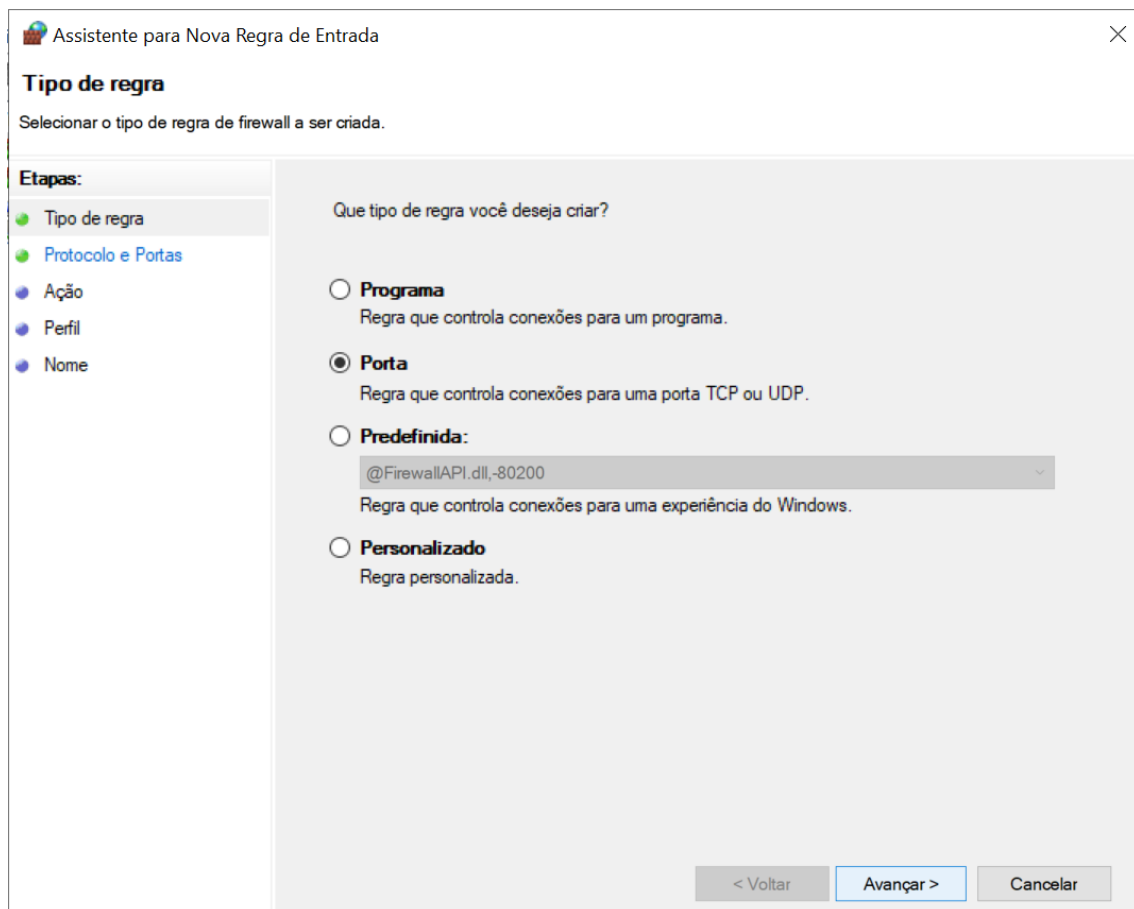 Assistente para Nova Regra de Entrada
Tipo de regra
Selecionar o tipo de regra de firewall a ser criada.
Etapas:
Tipo de regra
Protocolo e Portas
Ação
Perfil
Nome
Que tipo de regra você deseja criar?
Programa
Regra que controla conexões para um programa.
Porta
Regra que controla conexões para uma porta TCP ou UDP.
Predefinida:
@FirewallAPI.dll,-80200
Regra que controla conexões para uma experiência do Windows.
Personalizado
Regra personalizada.
< Voltar
Avançar >
Cancelar